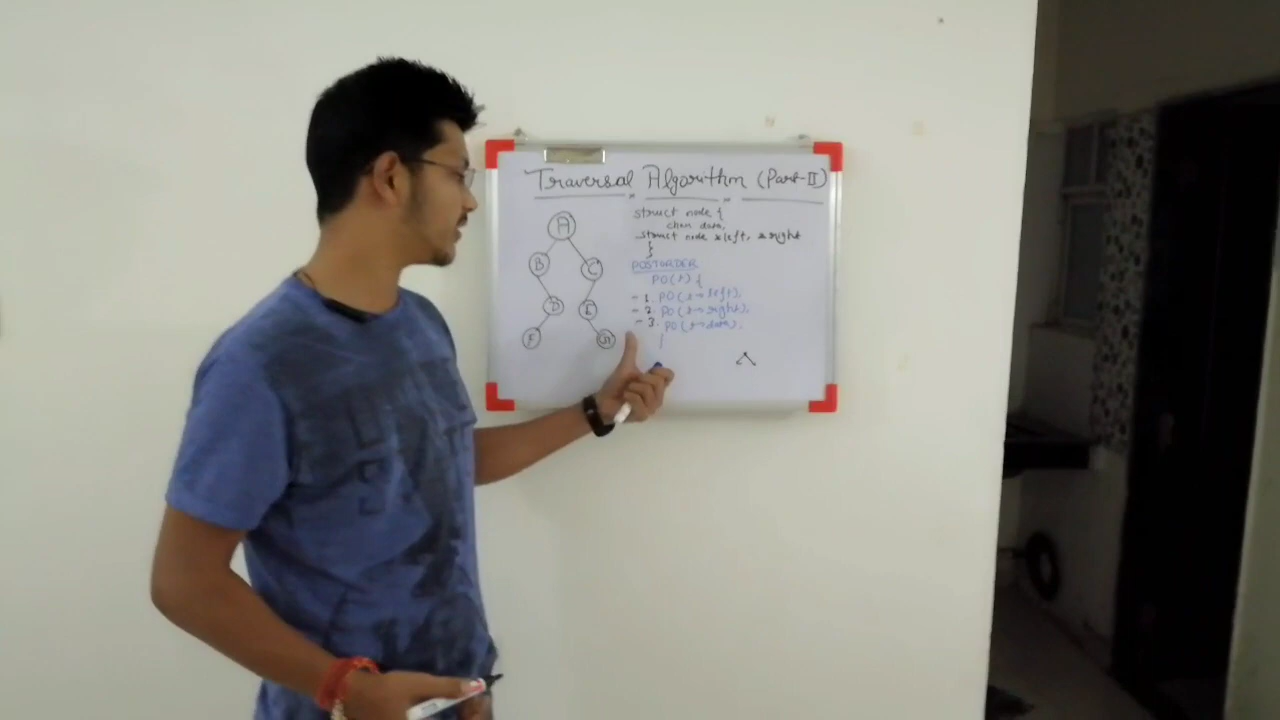 Traversal Algorithm (Part-II)
struct node {
char data,
struct node *left, *right
}
POSTORDER
PO(t) {
- 1. PO(t→left),
- 2. PO(t→right),
- 3. PO(t→data),
}
A
B C
D E
F G